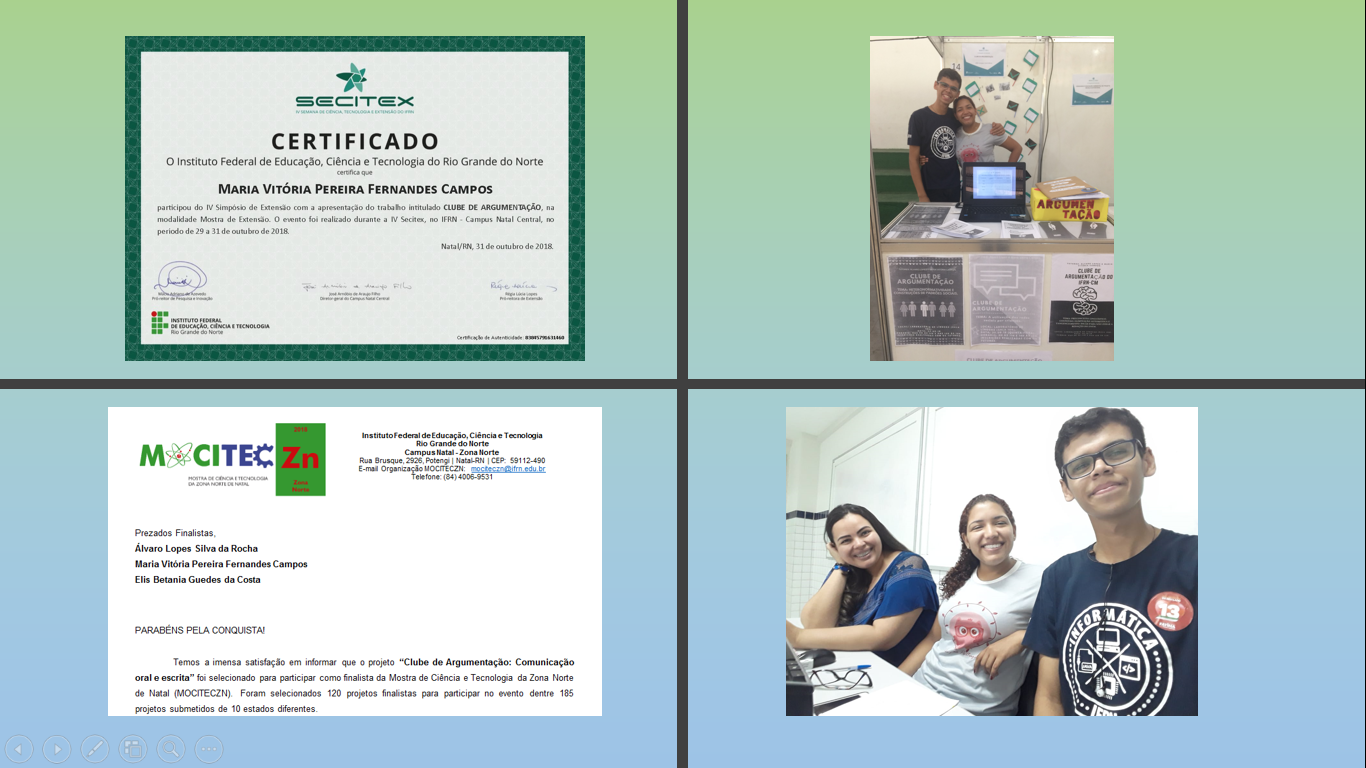 SECITEX
IV SEMANA DE CIÊNCIA, TECNOLOGIA E EXTENSÃO DO IFRN
CERTIFICADO
O Instituto Federal de Educação, Ciência e Tecnologia do Rio Grande do Norte
certifica que
MARIA VITÓRIA PEREIRA FERNANDES CAMPOS
participou do IV Simpósio de Extensão com a apresentação do trabalho intitulado CLUBE DE ARGUMENTAÇÃO, na
modalidade Mostra de Extensão. O evento foi realizado durante a IV Secitex, no IFRN - Campus Natal Central, no
período de 29 a 31 de outubro de 2018.
Natal/RN, 31 de outubro de 2018.
Pró-reitor de Pesquisa e Inovação
José Arnóbio de Araújo Filho
Diretor-geral do Campus Natal Central
Régia Lúcia Lopes
Pró-reitora de Extensão
INSTITUTO FEDERAL
DE EDUCAÇÃO, CIÊNCIA E TECNOLOGIA
Rio Grande do Norte
Certificação de Autenticidade:
14
ARGUMEN
TAÇÃO
CLUBE DE
ARGUMENTAÇÃO
CLUBE DE
ARGUMENTAÇÃO
CLUBE DE
ARGUMENTAÇÃO DO
IFRN-CM
MOCITEC Zn
MOSTRA DE CIÊNCIA E TECNOLOGIA
DA ZONA NORTE DE NATAL
2018
Zona
Norte
Instituto Federal de Educação, Ciência e Tecnologia
Rio Grande do Norte
Campus Natal - Zona Norte
Rua Brusque, 2926, Potengi | Natal-RN | CEP: 59112-490
E-mail Organização MOCITECZN: mociteczn@ifrn.edu.br
Telefone: (84) 4006-9531
Prezados Finalistas,
Álvaro Lopes Silva da Rocha
Maria Vitória Pereira Fernandes Campos
Elis Betania Guedes da Costa
PARABÉNS PELA CONQUISTA!
Temos a imensa satisfação em informar que o projeto “Clube de Argumentação: Comunicação
oral e escrita” foi selecionado para participar como finalista da Mostra de Ciência e Tecnologia da Zona Norte
de Natal (MOCITECZN). Foram selecionados 120 projetos finalistas para participar no evento dentre 185
projetos submetidos de 10 estados diferentes.
13
INFORMÁTICA
JAVA
IFRN